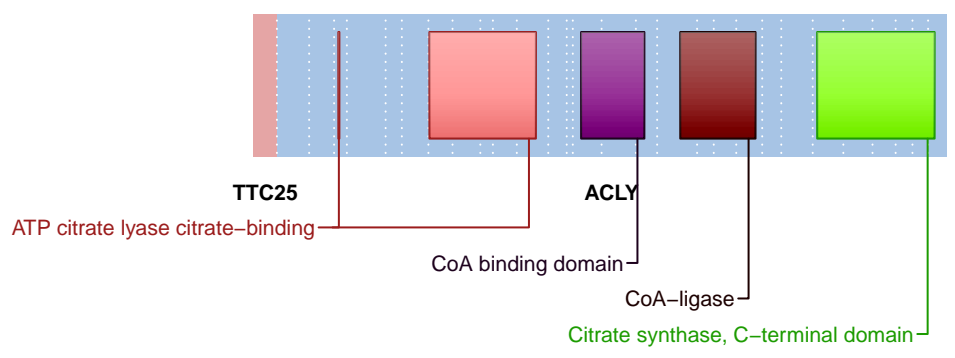 TTC25 ACLY
ATP citrate lyase citrate−binding
CoA binding domain
CoA−ligase
Citrate synthase, C−terminal domain